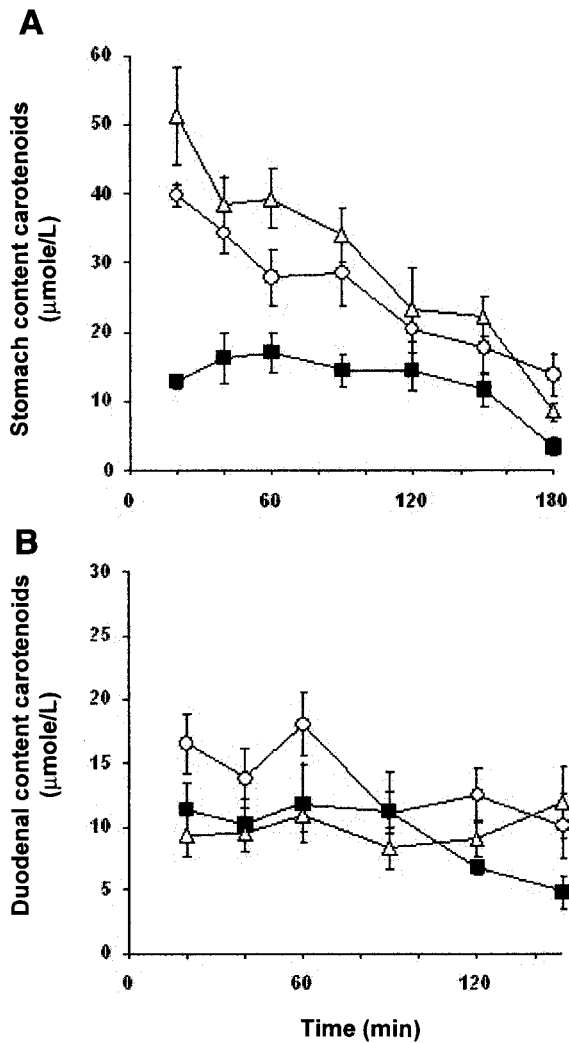 A
Stomach content carotenoids
(μmole/L)
60
50
40
30
20
10
0
0 60 120 180
B
Duodenal content carotenoids
(μmole/L)
30
25
20
15
10
5
0
0 60 120
Time (min)